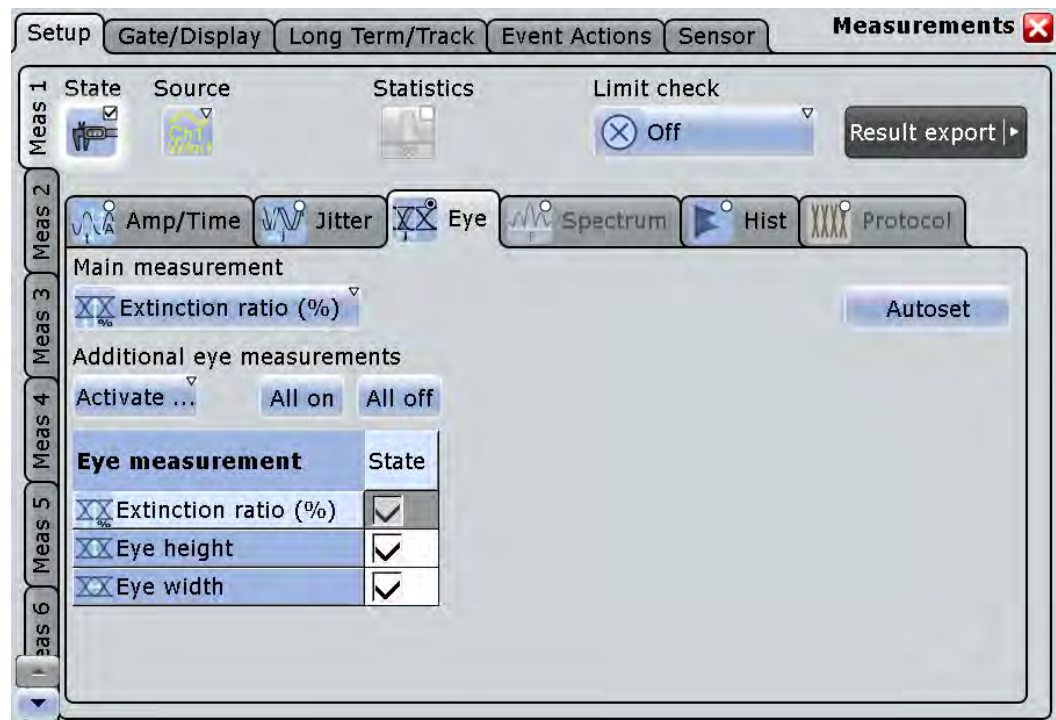 Setup Gate/Display Long Term/Track Event Actions Sensor Measurements
Meas 1
Meas 2
Meas 3
Meas 4
Meas 5
eas 6
State Source Statistics Limit check
Off
Result export
Amp/Time Jitter Eye Spectrum Hist Protocol
Main measurement
Extinction ratio (%)
Autoset
Additional eye measurements
Activate ... All on All off
Eye measurement State
Extinction ratio (%)
Eye height
Eye width